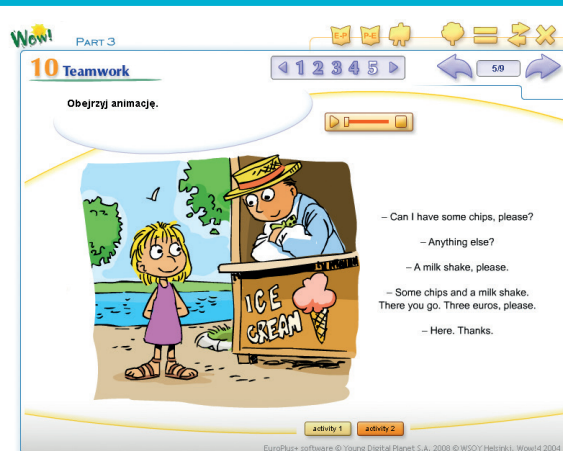 Wow!
PART 3
E-P
P-E
10 Teamwork
1 2 3 4 5
5/9
Obejrzyj animację.
– Can I have some chips, please?
– Anything else?
– A milk shake, please.
– Some chips and a milk shake.
There you go. Three euros, please.
– Here. Thanks.
ICE
CREAM
activity 1
activity 2
EuroPlus+ software © Young Digital Planet S.A. 2008 © WSOY Helsinki, Wow!4 2004